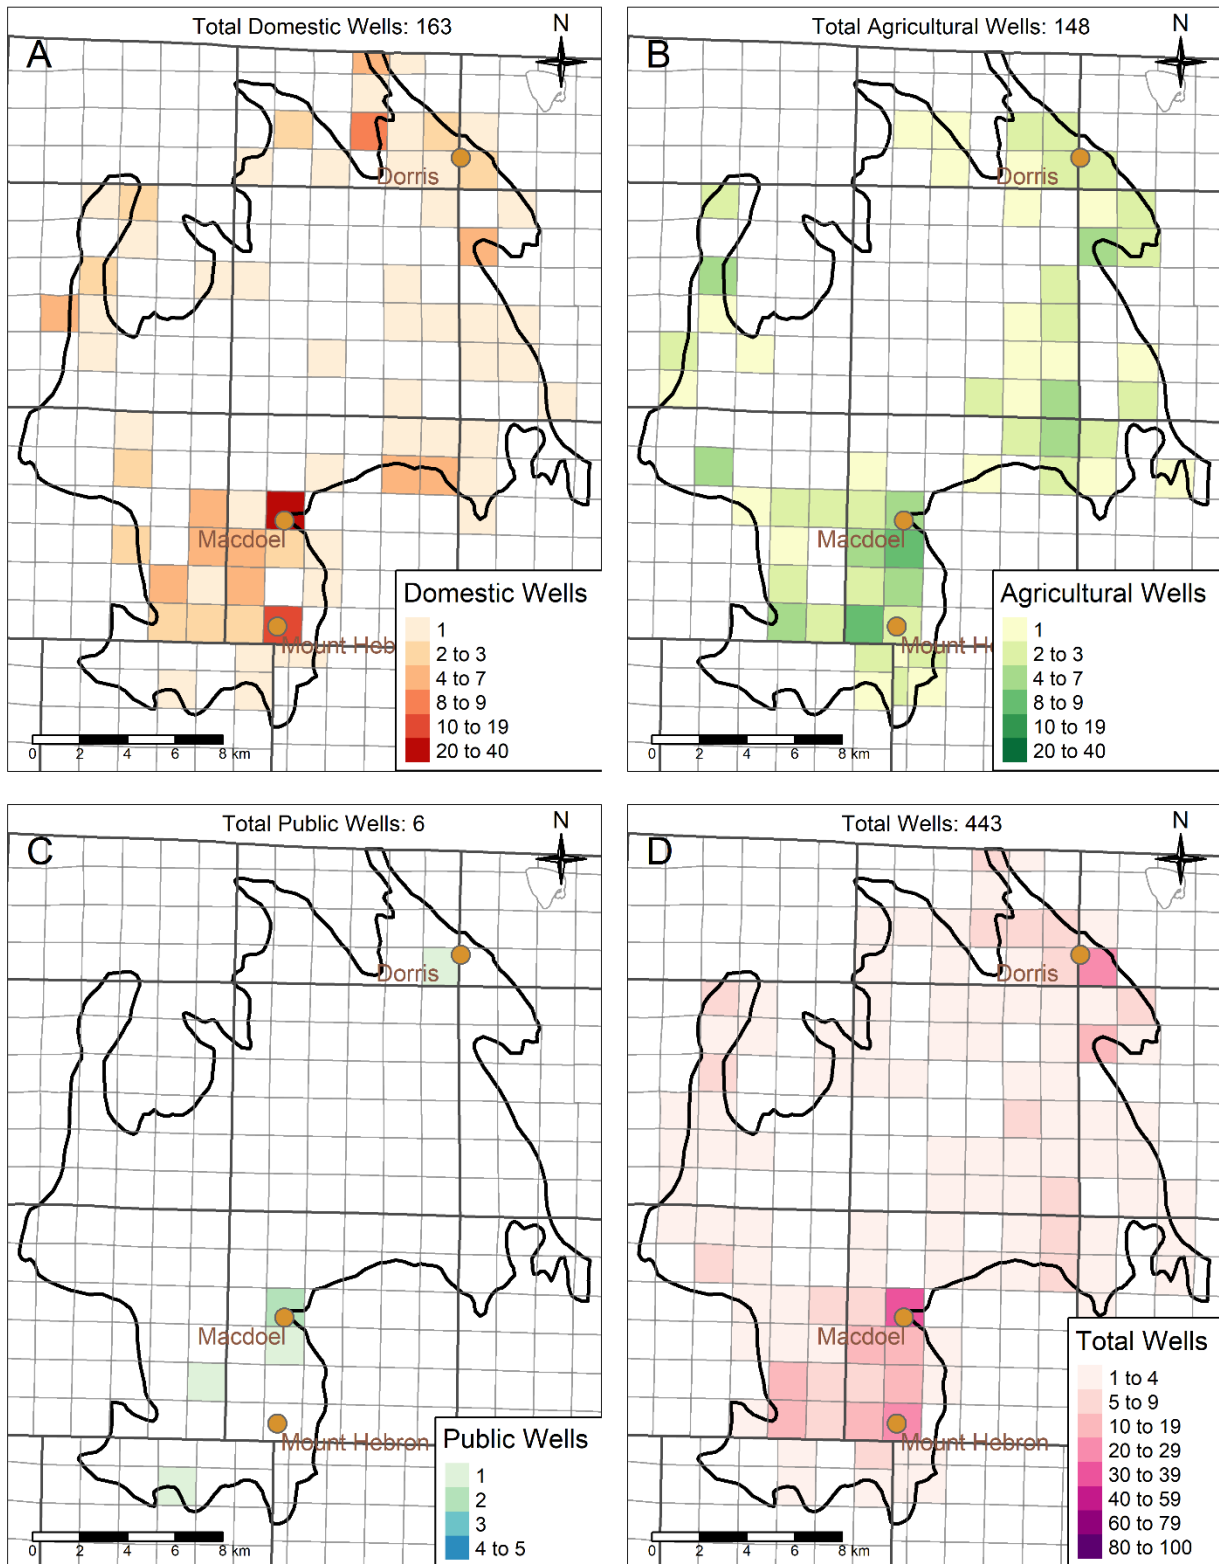 Total Domestic Wells: 163
A
N
Dorris
Macdoel
Mount Heb
Domestic Wells
1
2 to 3
4 to 7
8 to 9
10 to 19
20 to 40
0 2 4 6 8 km
Total Agricultural Wells: 148
B
N
Dorris
Macdoel
Mount He
Agricultural Wells
1
2 to 3
4 to 7
8 to 9
10 to 19
20 to 40
0 2 4 6 8 km
Total Public Wells: 6
C
N
Dorris
Macdoel
Mount Hebron
Public Wells
1
2
3
4 to 5
0 2 4 6 8 km
Total Wells: 443
D
N
Dorris
Macdoel
Mount Hebron
Total Wells
1 to 4
5 to 9
10 to 19
20 to 29
30 to 39
40 to 59
60 to 79
80 to 100
0 2 4 6 8 km